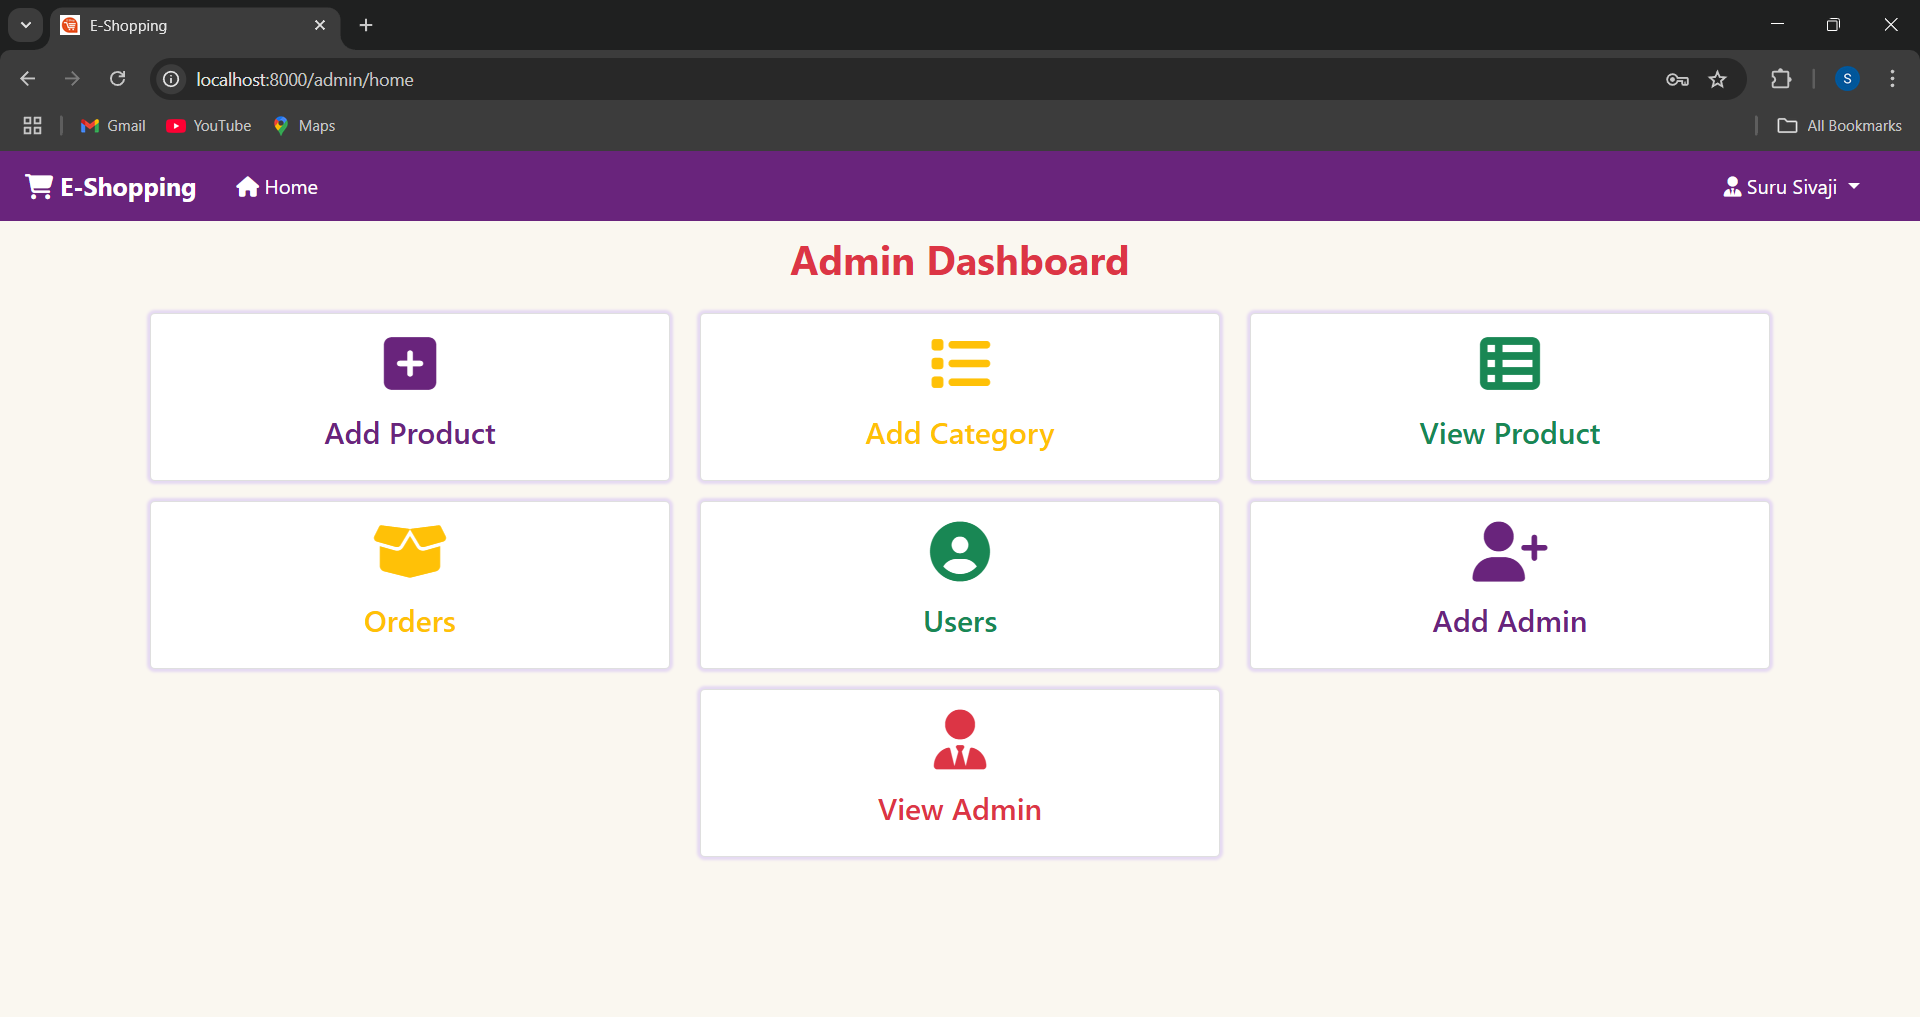 E-Shopping
localhost:8000/admin/home
S
Gmail YouTube Maps All Bookmarks
E-Shopping Home Suru Sivaji
Admin Dashboard
Add Product Add Category View Product
Orders Users Add Admin
View Admin